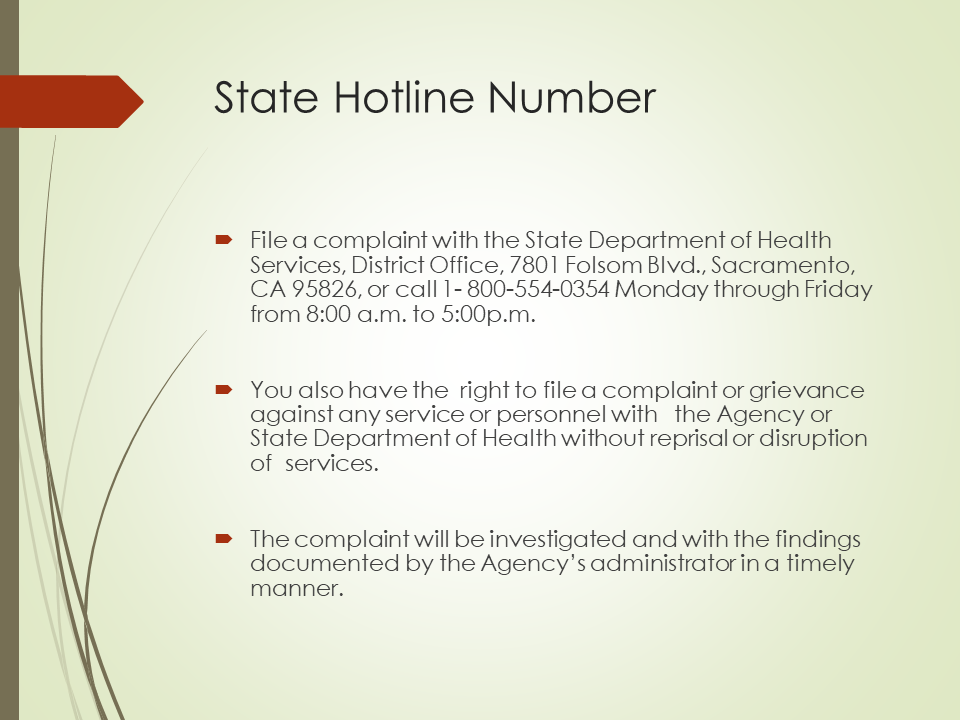 State Hotline Number
File a complaint with the State Department of Health
Services, District Office, 7801 Folsom Blvd., Sacramento,
CA 95826, or call 1- 800-554-0354 Monday through Friday
from 8:00 a.m. to 5:00p.m.
You also have the  right to file a complaint or grievance
against any service or personnel with   the Agency or
State Department of Health without reprisal or disruption
of  services.
The complaint will be investigated and with the findings
documented by the Agency’s administrator in a timely
manner.